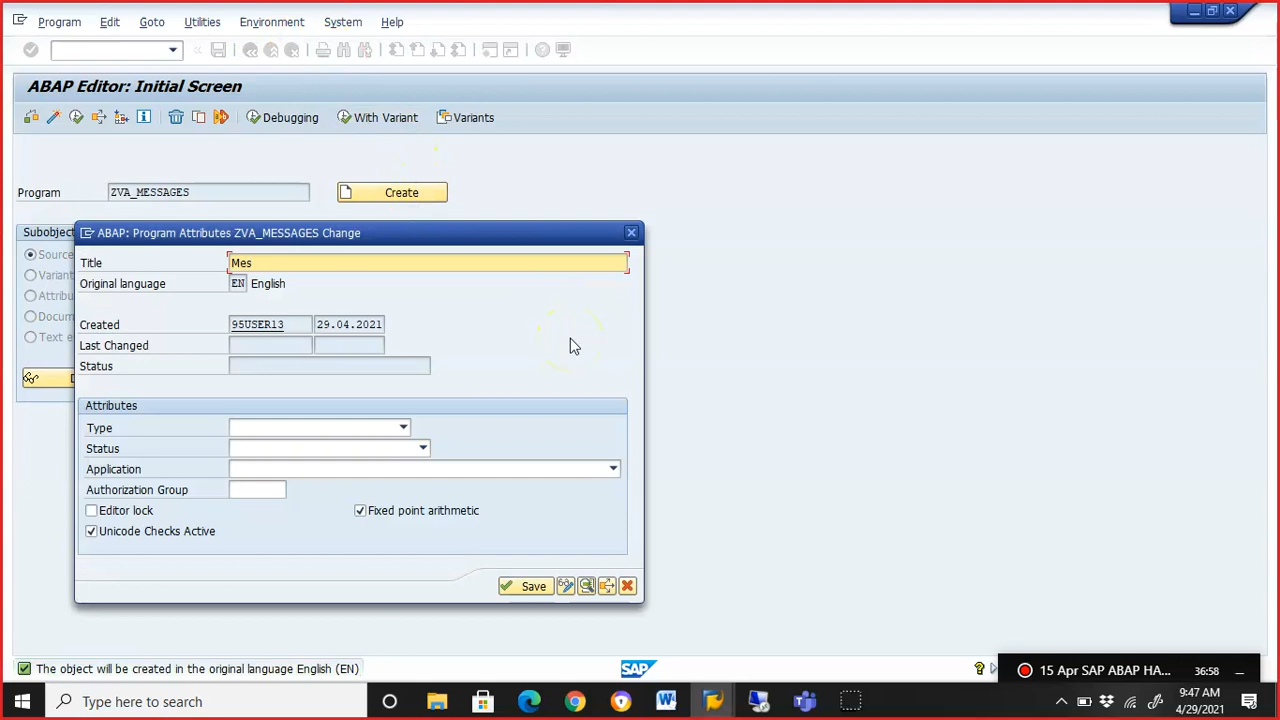 Program Edit Goto Utilities Environment System Help
ABAP Editor: Initial Screen
Debugging With Variant Variants
Program ZVA_MESSAGES Create
Subobject
ABAP: Program Attributes ZVA_MESSAGES Change
Title Mes
Original language EN English
Created 95USER13 29.04.2021
Last Changed
Status
Attributes
Type
Status
Application
Authorization Group
Editor lock Fixed point arithmetic
Unicode Checks Active
Save
The object will be created in the original language English (EN)
SAP
15 Apr SAP ABAP HA... 36:58
Type here to search
9:47 AM
4/29/2021